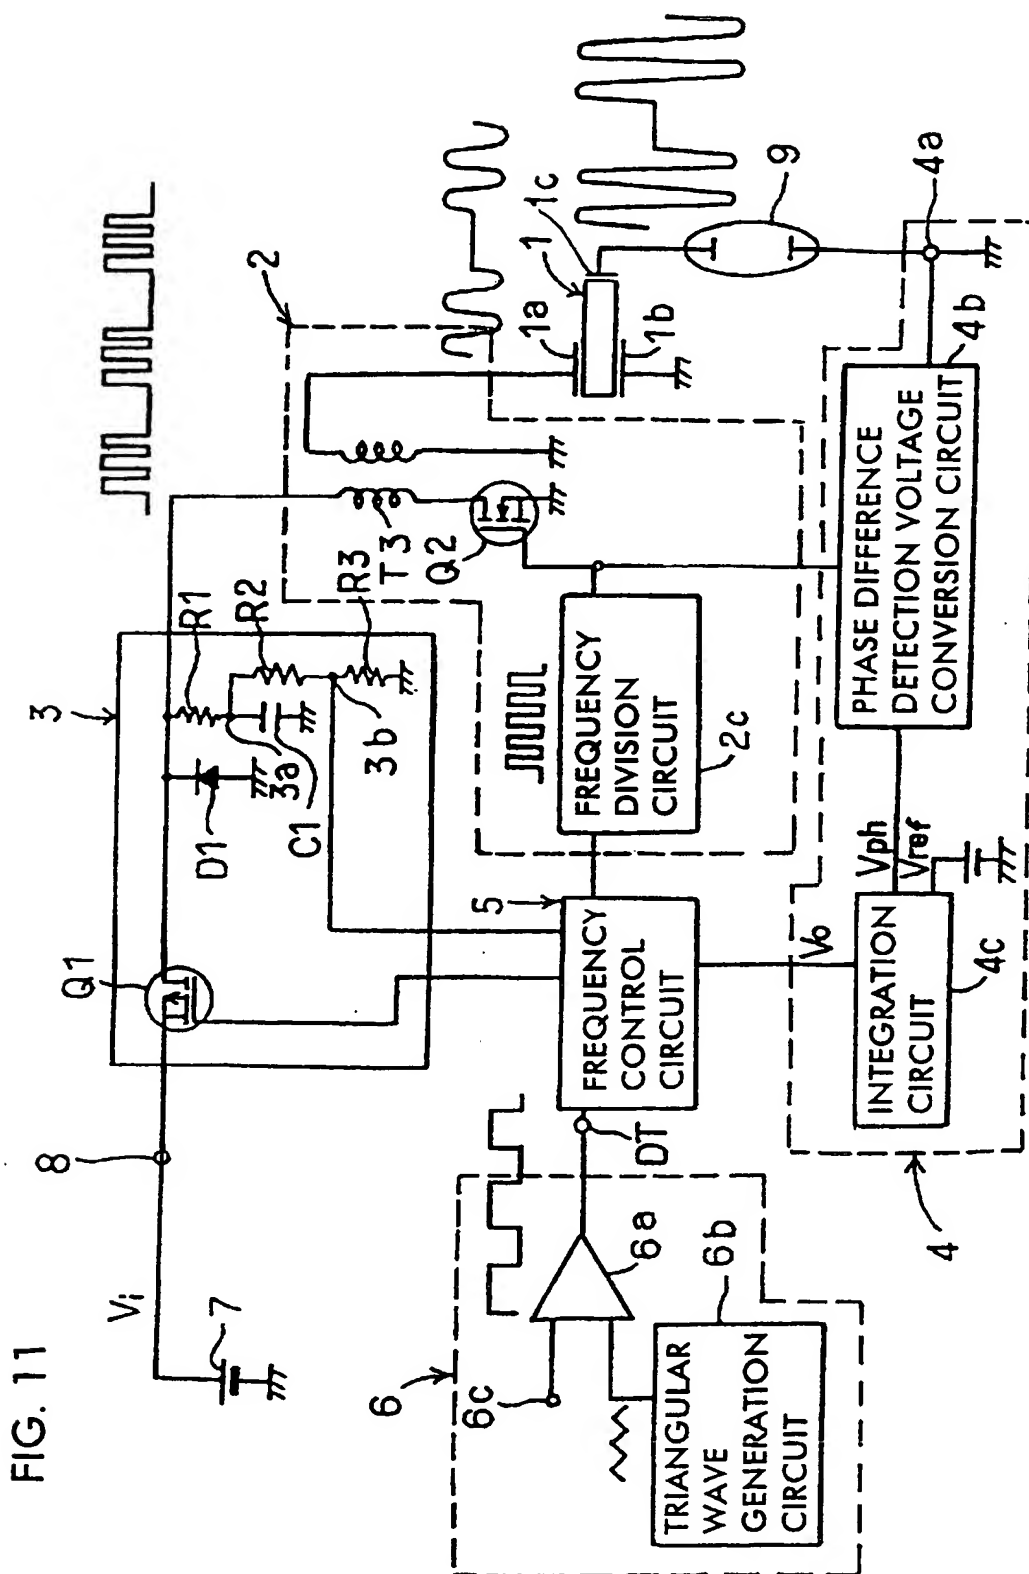 FIG. 11
Vi
7
8
Q1
3
D1
3a
C1
3b
R1
R2
R3
T3
Q2
2
1a
1
1c
1b
9
4a
4b
PHASE DIFFERENCE
DETECTION VOLTAGE
CONVERSION CIRCUIT
FREQUENCY
DIVISION
CIRCUIT
2c
5
FREQUENCY
CONTROL
CIRCUIT
DT
Vo
Vph
Vref
INTEGRATION
CIRCUIT
4c
4
6
6c
6a
6b
TRIANGULAR
WAVE
GENERATION
CIRCUIT